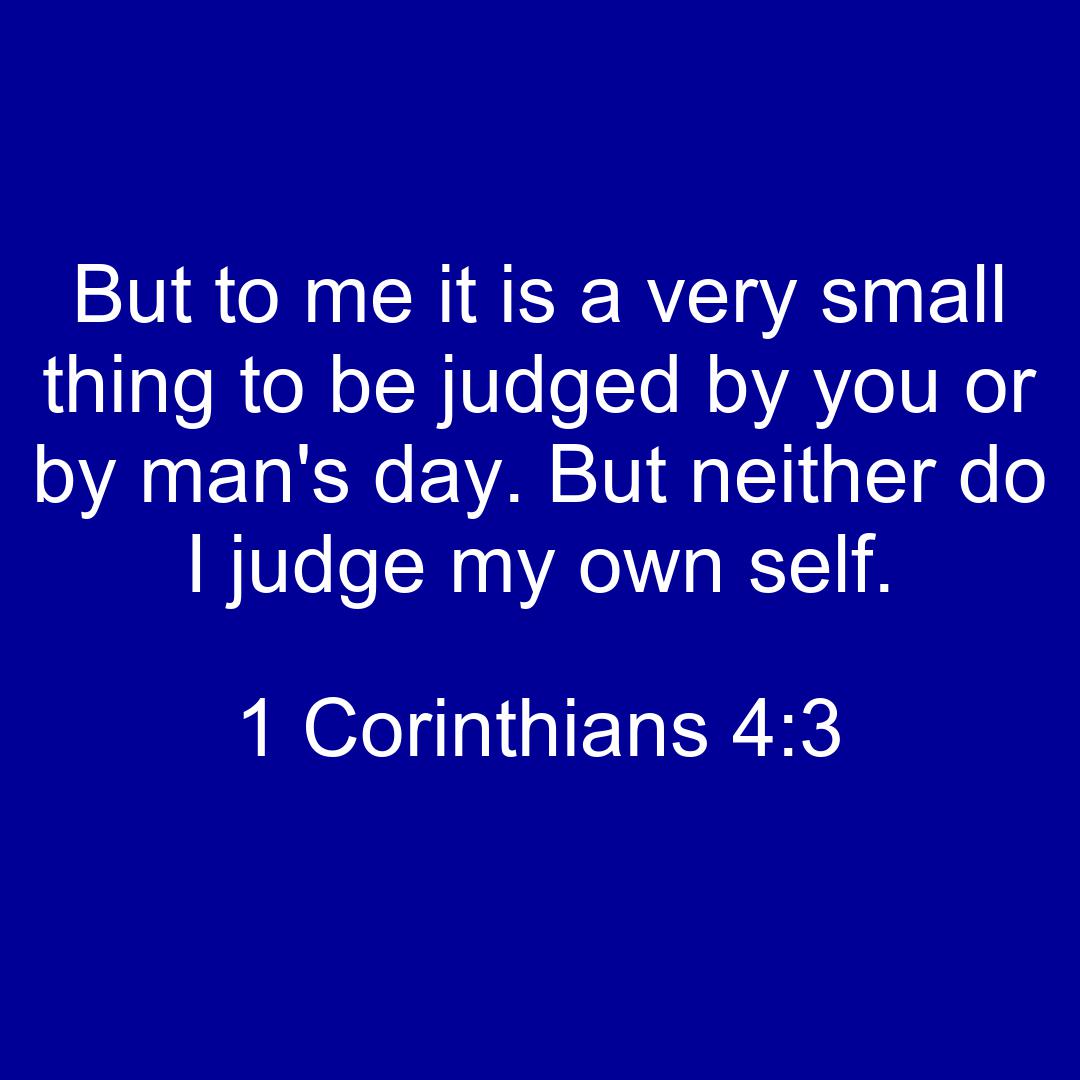 But to me it is a very small
thing to be judged by you or
by man's day. But neither do
I judge my own self.
1 Corinthians 4:3